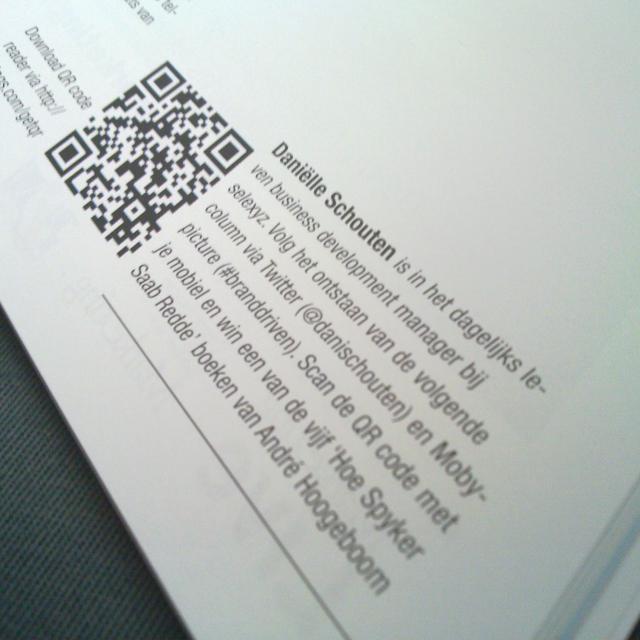 Download QR code
reader via http://
Daniëlle Schouten is in het dagelijks le-
ven business development manager bij
selexyz. Volg het ontstaan van de volgende
column via Twitter (@danischouten) en Moby-
picture (#branddriven). Scan de QR code met
je mobiel en win een van de vijf 'Hoe Spyker
Saab Redde' boeken van André Hoogeboom